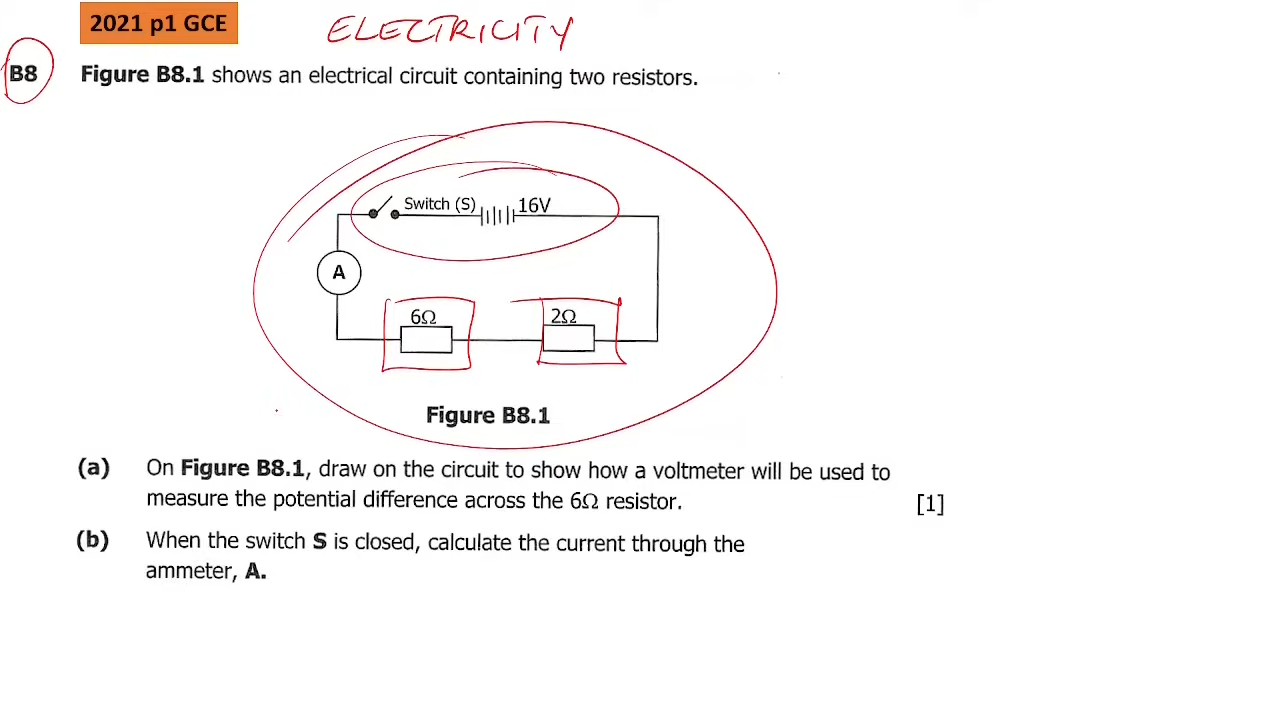 2021 p1 GCE
ELECTRICITY
B8 Figure B8.1 shows an electrical circuit containing two resistors.
Switch (S) 16V
A
6Ω 2Ω
Figure B8.1
(a) On Figure B8.1, draw on the circuit to show how a voltmeter will be used to
measure the potential difference across the 6Ω resistor. [1]
(b) When the switch S is closed, calculate the current through the
ammeter, A.